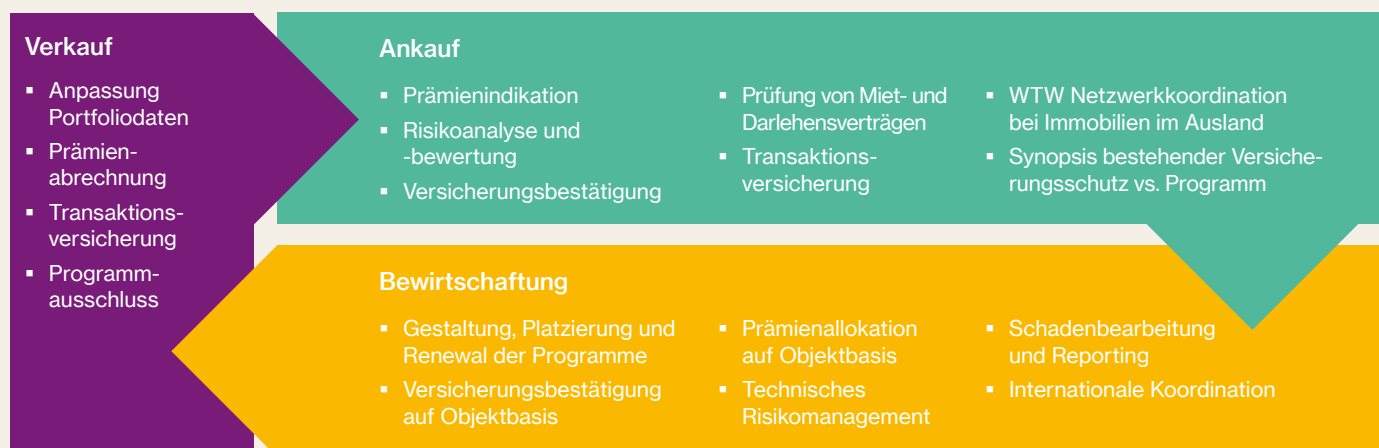 Verkauf
▪ Anpassung
Portfoliodaten
▪ Prämien-
abrechnung
▪ Transaktions-
versicherung
▪ Programm-
ausschluss
Ankauf
▪ Prämienindikation
▪ Risikoanalyse und
-bewertung
▪ Versicherungsbestätigung
▪ Prüfung von Miet- und
Darlehensverträgen
▪ Transaktions-
versicherung
▪ WTW Netzwerkkoordination
bei Immobilien im Ausland
▪ Synopsis bestehender Versiche-
rungsschutz vs. Programm
Bewirtschaftung
▪ Gestaltung, Platzierung und
Renewal der Programme
▪ Versicherungsbestätigung
auf Objektbasis
▪ Prämienallokation
auf Objektbasis
▪ Technisches
Risikomanagement
▪ Schadenbearbeitung
und Reporting
▪ Internationale Koordination